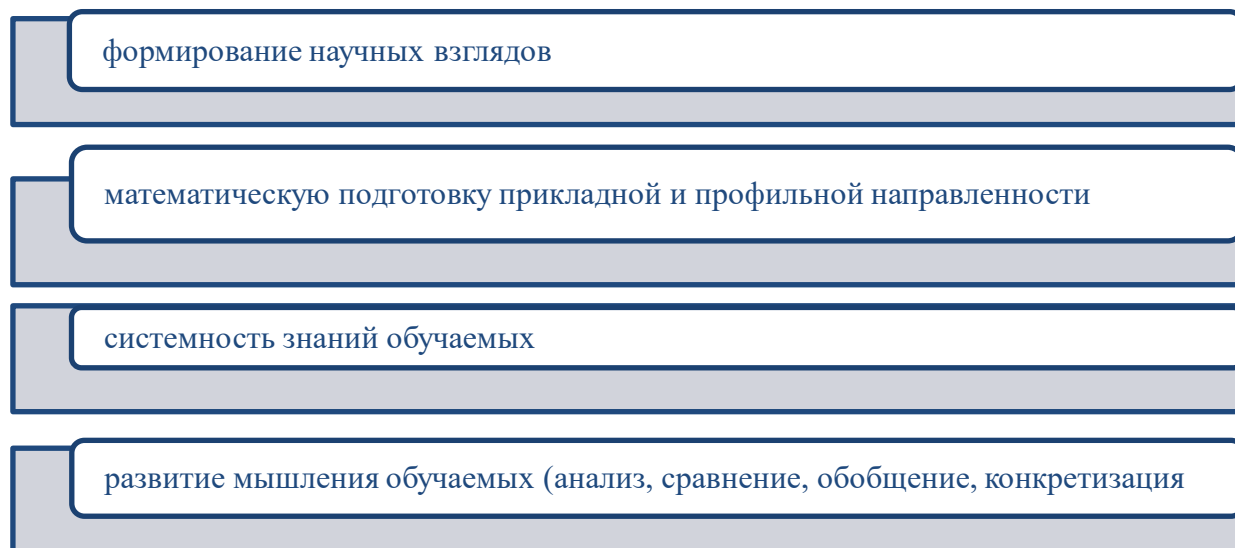 формирование научных взглядов
математическую подготовку прикладной и профильной направленности
системность знаний обучаемых
развитие мышления обучаемых (анализ, сравнение, обобщение, конкретизация